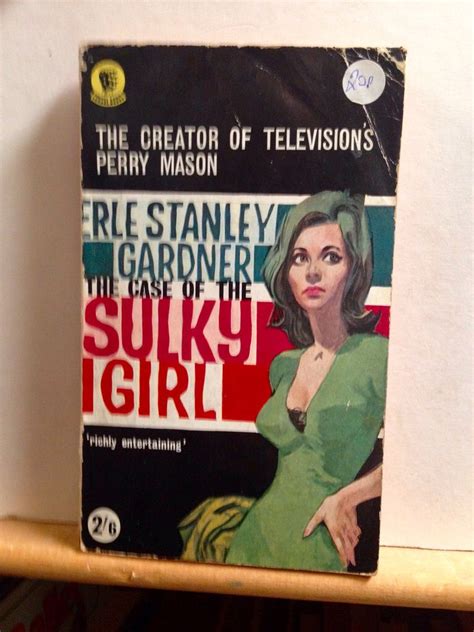 20p
THE CREATOR OF TELEVISION'S
PERRY MASON
ERLE STANLEY
GARDNER
THE CASE OF THE
SULKY
GIRL
'richly entertaining'
2/6